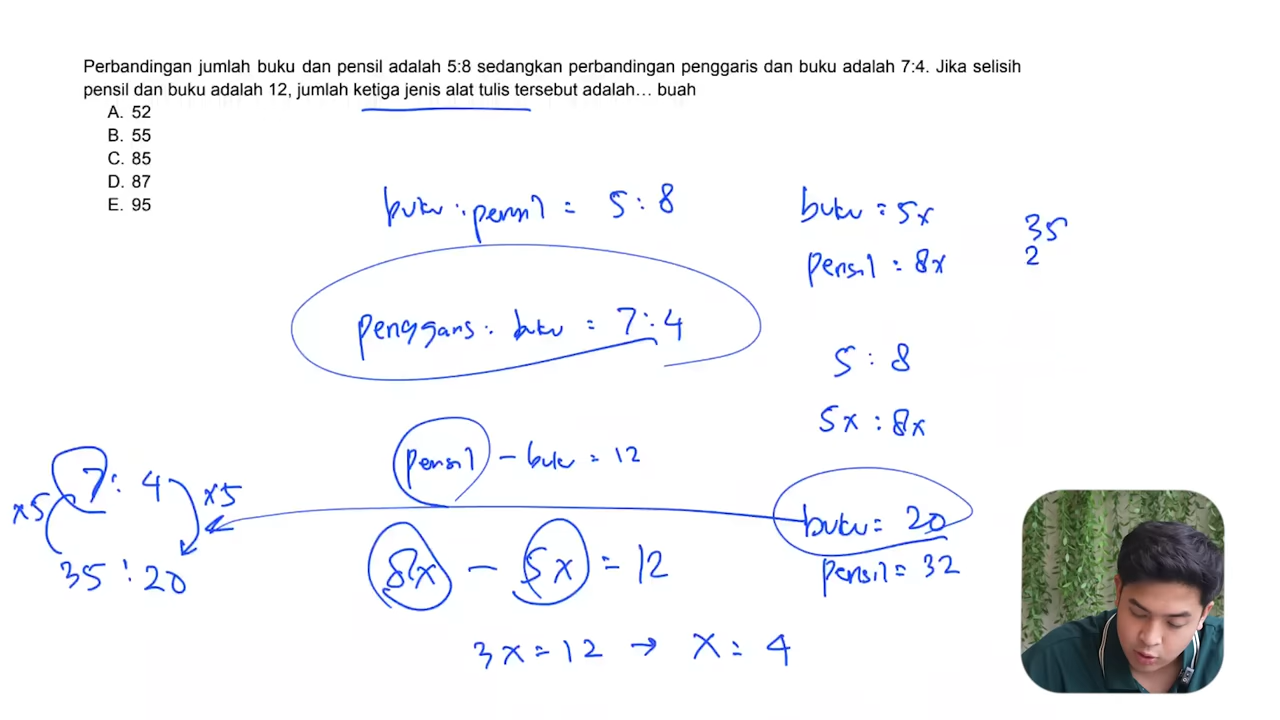 Perbandingan jumlah buku dan pensil adalah 5:8 sedangkan perbandingan penggaris dan buku adalah 7:4. Jika selisih
pensil dan buku adalah 12, jumlah ketiga jenis alat tulis tersebut adalah… buah
A. 52
B. 55
C. 85
D. 87
E. 95
buku : pensil = 5 : 8
buku = 5x
pensil = 8x
35
2
penggaris : buku = 7 : 4
5 : 8
5x : 8x
pensil - buku = 12
7 : 4
x5
x5
35 : 20
buku = 20
pensil = 32
8x - 5x = 12
3x = 12 → x = 4